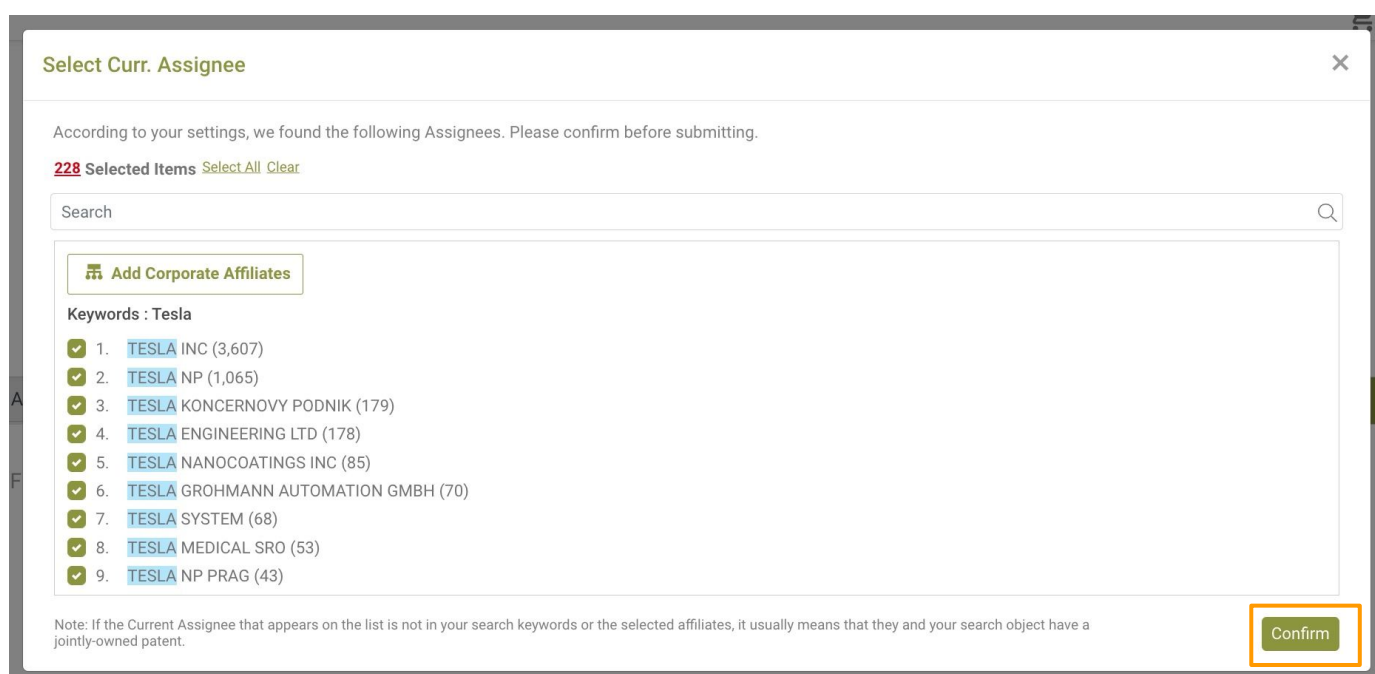 Select Curr. Assignee
According to your settings, we found the following Assignees. Please confirm before submitting.
228 Selected Items Select All Clear
Search
Add Corporate Affiliates
Keywords : Tesla
1. TESLA INC (3,607)
2. TESLA NP (1,065)
3. TESLA KONCERNOVY PODNIK (179)
A
4. TESLA ENGINEERING LTD (178)
5. TESLA NANOCOATINGS INC (85)
F
6. TESLA GROHMANN AUTOMATION GMBH (70)
7. TESLA SYSTEM (68)
8. TESLA MEDICAL SRO (53)
9. TESLA NP PRAG (43)
Note: If the Current Assignee that appears on the list is not in your search keywords or the selected affiliates, it usually means that they and your search object have a
jointly-owned patent.
Confirm